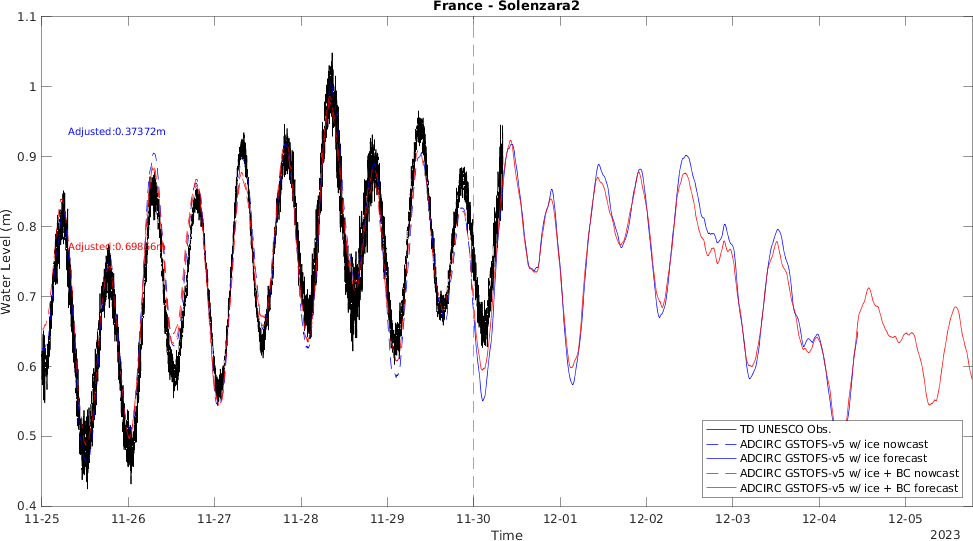 France - Solenzara2
1.1
1
0.9
0.8
0.7
0.6
0.5
0.4
Water Level (m)
Adjusted:0.37372m
Adjusted:0.69866m
TD UNESCO Obs.
ADCIRC GSTOFS-v5 w/ ice nowcast
ADCIRC GSTOFS-v5 w/ ice forecast
ADCIRC GSTOFS-v5 w/ ice + BC nowcast
ADCIRC GSTOFS-v5 w/ ice + BC forecast
11-25 11-26 11-27 11-28 11-29 11-30 12-01 12-02 12-03 12-04 12-05
Time
2023